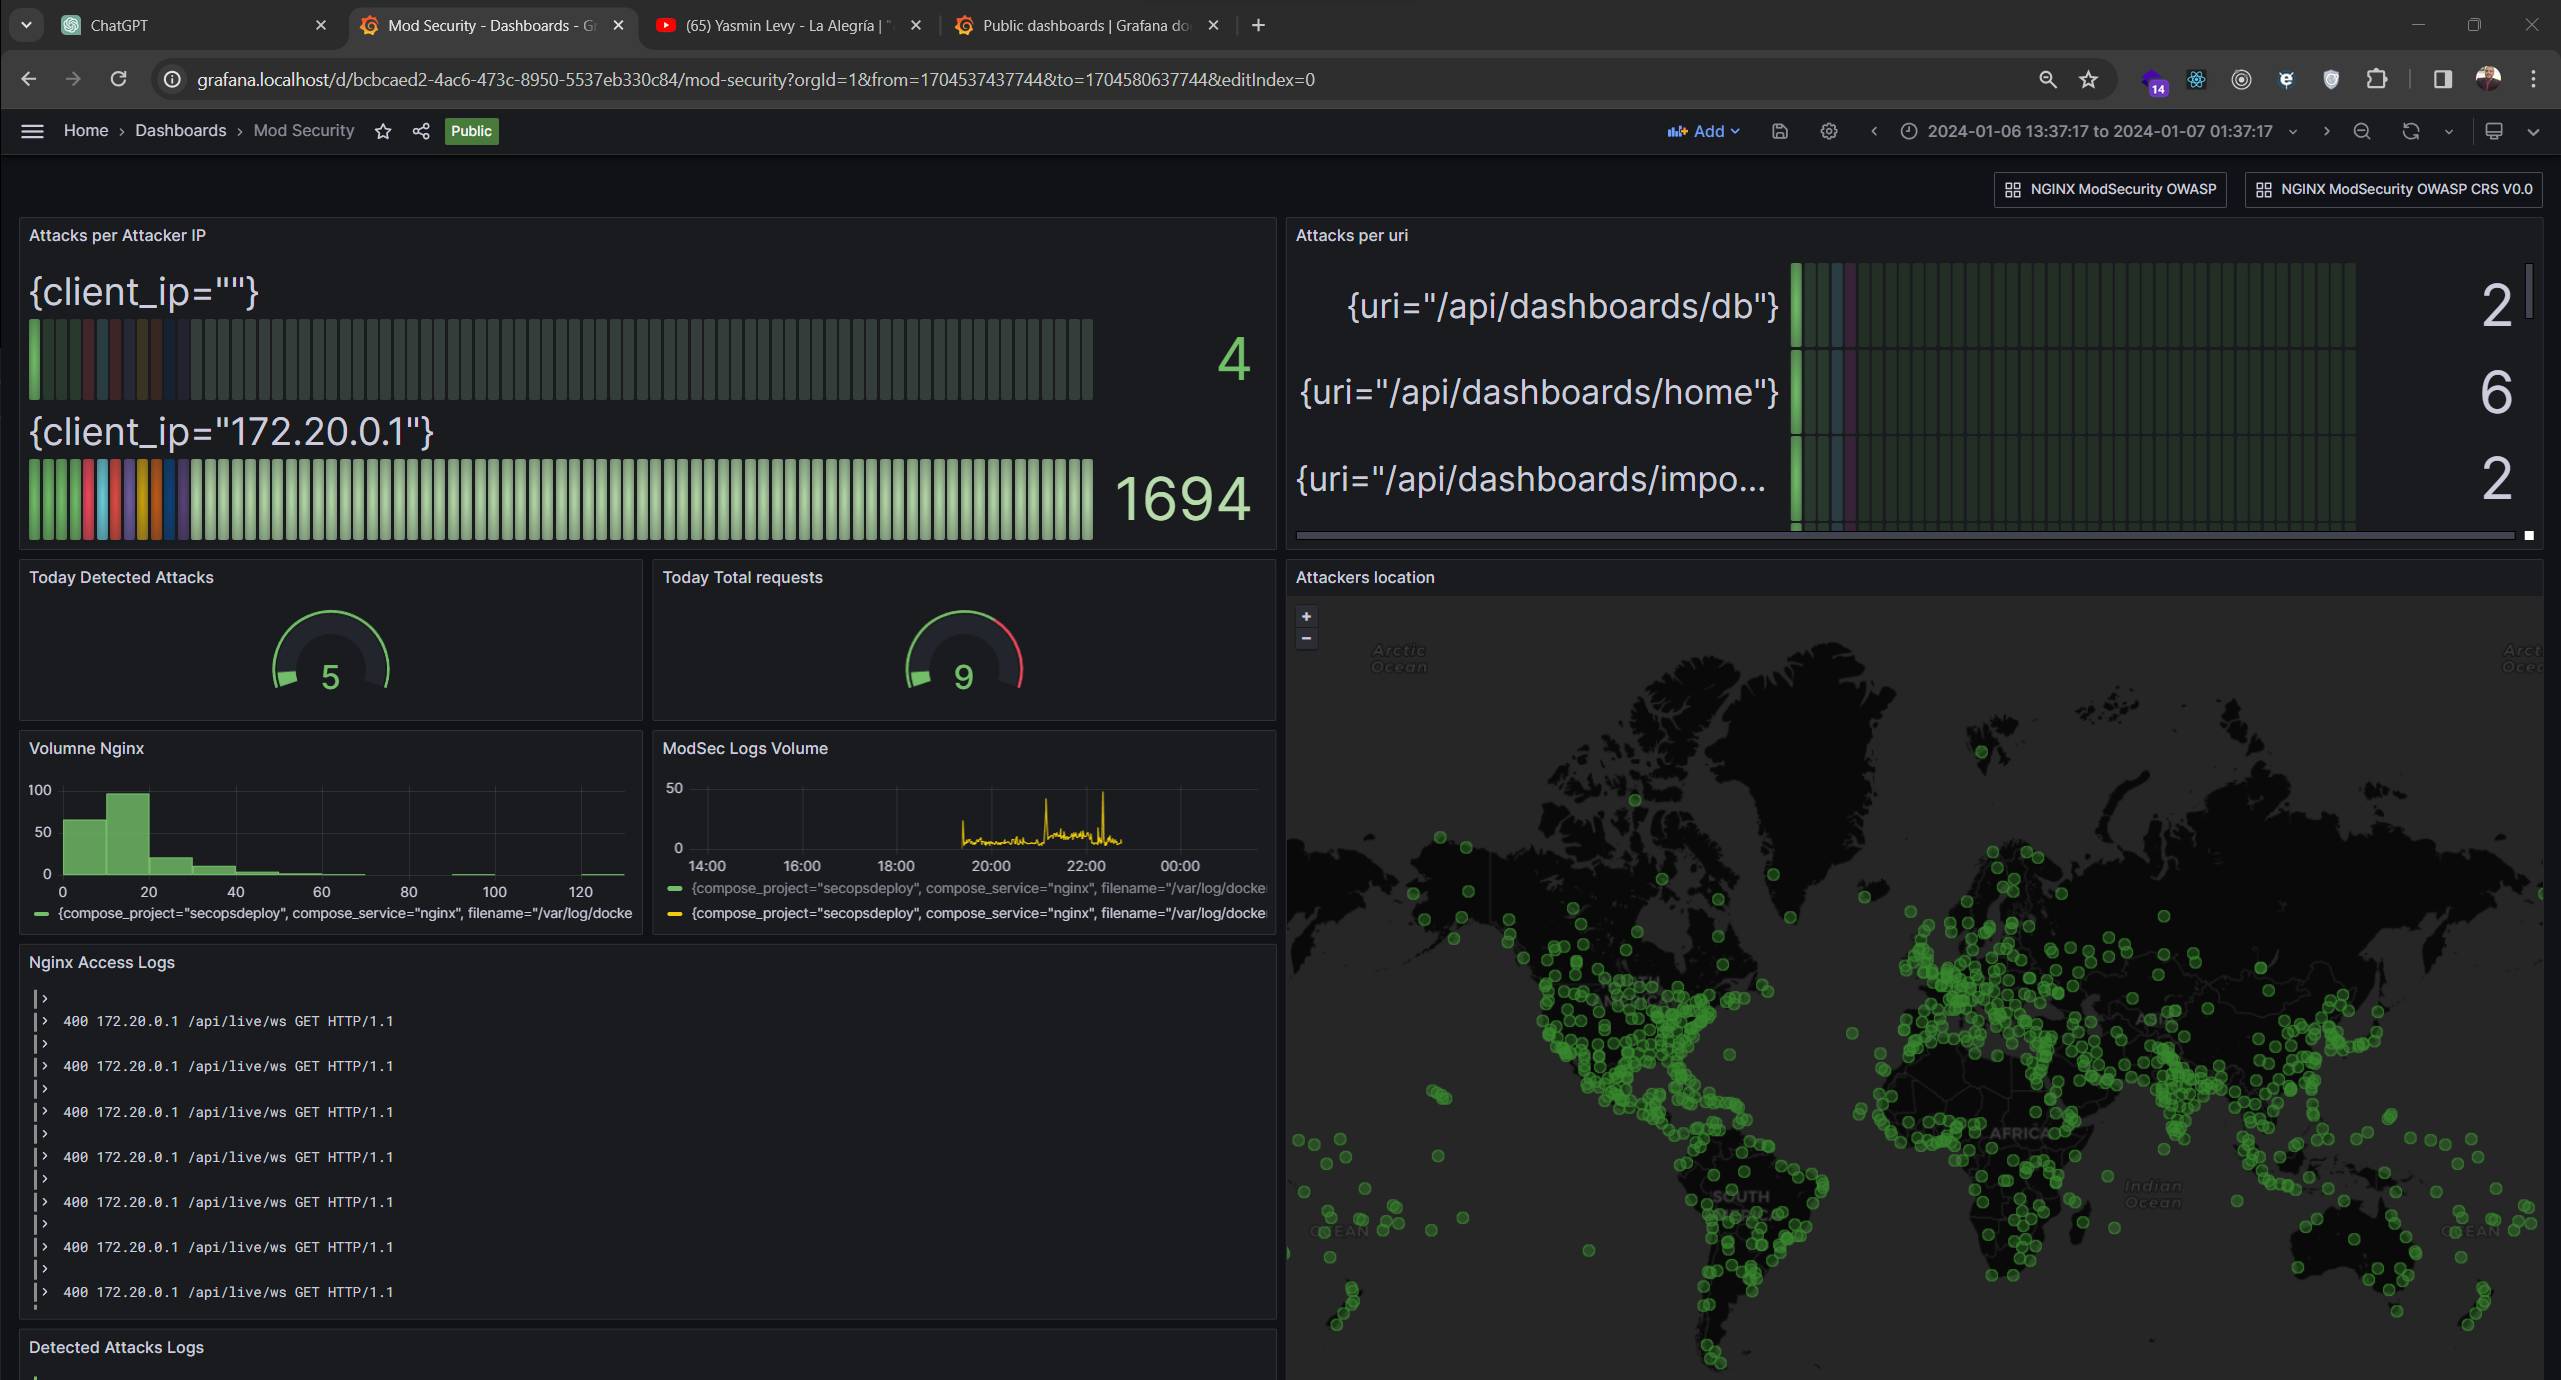 ChatGPT
Mod Security - Dashboards - Gr
(65) Yasmin Levy - La Alegría | "
Public dashboards | Grafana do
grafana.localhost/d/bcbcaed2-4ac6-473c-8950-5537eb330c84/mod-security?orgId=1&from=1704537437744&to=1704580637744&editIndex=0
14
Home › Dashboards › Mod Security
Public
Add
2024-01-06 13:37:17 to 2024-01-07 01:37:17
NGINX ModSecurity OWASP
NGINX ModSecurity OWASP CRS V0.0
Attacks per Attacker IP
{client_ip=""}
4
{client_ip="172.20.0.1"}
1694
Attacks per uri
{uri="/api/dashboards/db"}
2
{uri="/api/dashboards/home"}
6
{uri="/api/dashboards/impo...
2
Today Detected Attacks
5
Today Total requests
9
Volumne Nginx
100
50
0
0 20 40 60 80 100 120
{compose_project="secopsdeploy", compose_service="nginx", filename="/var/log/docke
ModSec Logs Volume
50
0
14:00 16:00 18:00 20:00 22:00 00:00
{compose_project="secopsdeploy", compose_service="nginx", filename="/var/log/docke
{compose_project="secopsdeploy", compose_service="nginx", filename="/var/log/docke
Nginx Access Logs
400 172.20.0.1 /api/live/ws GET HTTP/1.1
400 172.20.0.1 /api/live/ws GET HTTP/1.1
400 172.20.0.1 /api/live/ws GET HTTP/1.1
400 172.20.0.1 /api/live/ws GET HTTP/1.1
400 172.20.0.1 /api/live/ws GET HTTP/1.1
400 172.20.0.1 /api/live/ws GET HTTP/1.1
400 172.20.0.1 /api/live/ws GET HTTP/1.1
Detected Attacks Logs
Attackers location
+
−
Arctic
Ocean
Arct
Ocea
AFRICA
SOUTH
Indian
Ocean
OCEAN
OCEAN